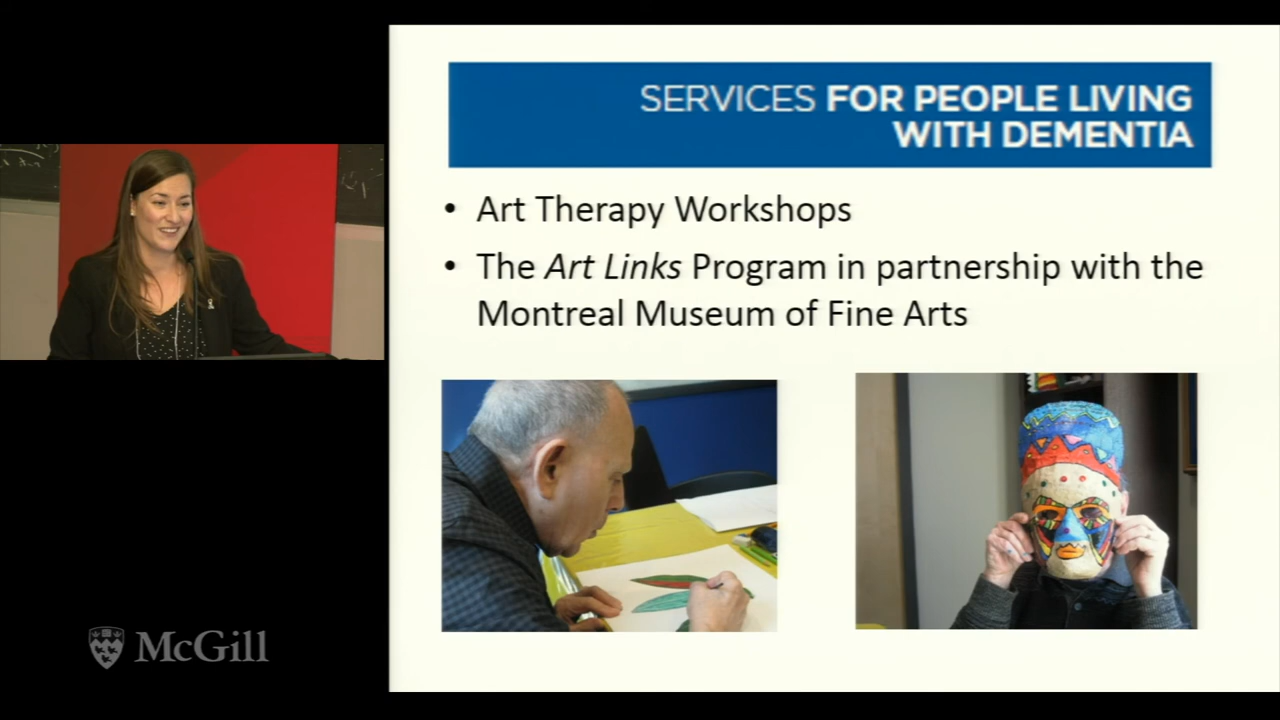 SERVICES FOR PEOPLE LIVING
WITH DEMENTIA
• Art Therapy Workshops
• The Art Links Program in partnership with the
Montreal Museum of Fine Arts
McGill